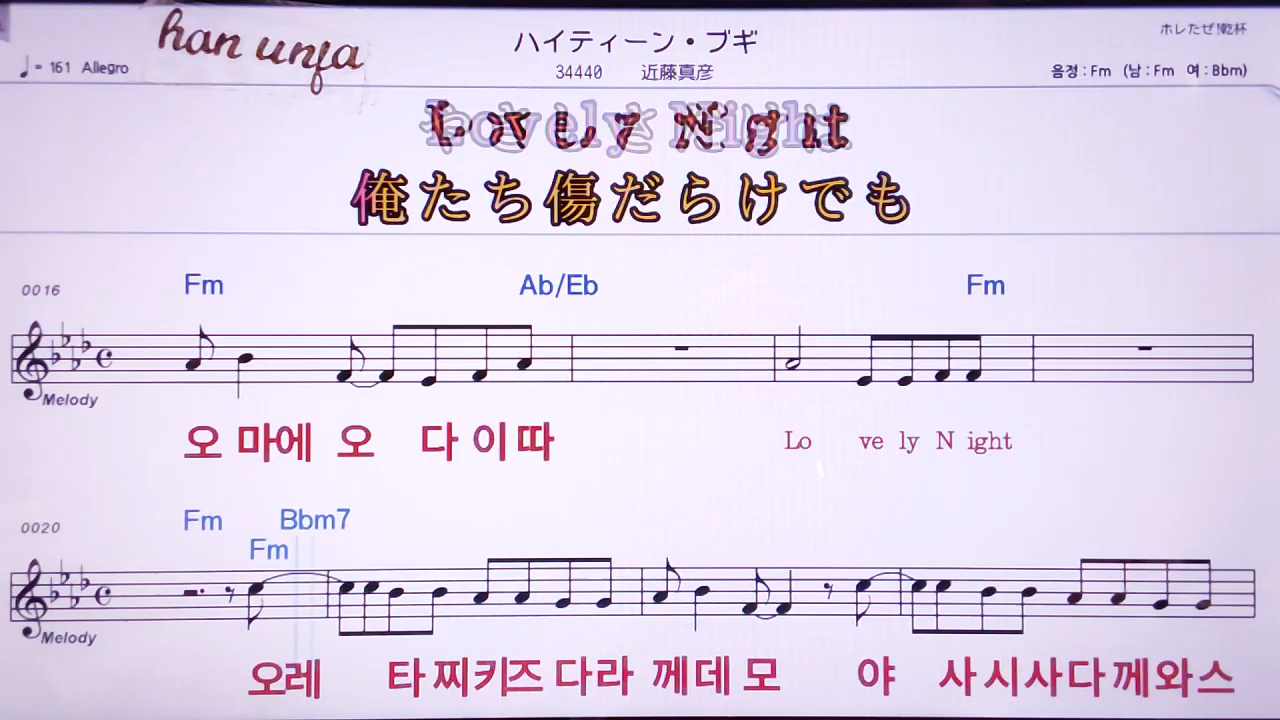 han unfa
ハイティーン・ブギ
ホレたぜ!乾杯
♩= 161 Allegro
34440 近藤真彦
음정 : Fm (남 : Fm 여 : Bbm)
Lovely Night
俺たち傷だらけでも
0016 Fm Ab/Eb Fm
Melody
오 마에 오 다 이 따 Lo ve ly N ight
0020 Fm Bbm7
Fm
Melody
오레 타 찌키즈 다라 께데 모 야 사시사다께와스